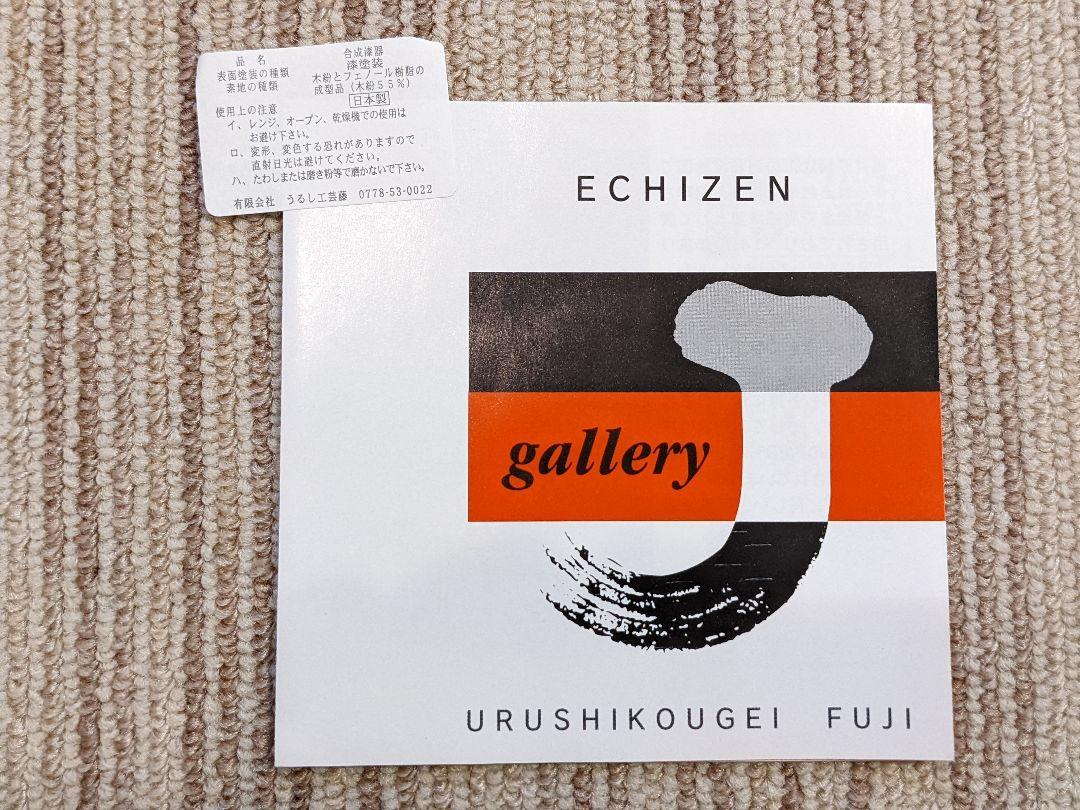 品 名 合成漆器
表面塗装の種類 漆塗装
素地の種類 木粉とフェノール樹脂の
成型品（木粉５５％）
日本製
使用上の注意
イ、レンジ、オーブン、乾燥機での使用は
お避け下さい。
ロ、変形、変色する恐れがありますので
直射日光は避けてください。
ハ、たわしまたは磨き粉等で磨かないで下さい。
有限会社 うるし工芸藤 0778-53-0022
ECHIZEN
gallery
J
URUSHIKOUGEI FUJI